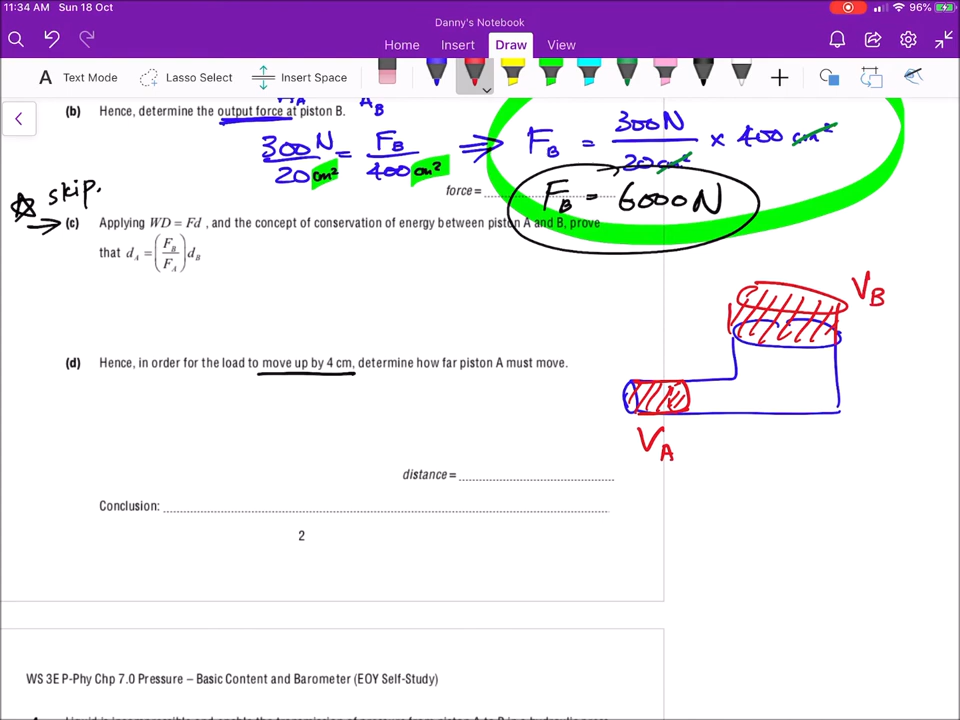 11:34 AM Sun 18 Oct
96%
Danny's Notebook
Home Insert Draw View
A Text Mode Lasso Select Insert Space
(b) Hence, determine the output force at piston B.
A_A A_B
300N/20cm² = F_B/400cm² ⇒ F_B = 300N/20cm² × 400cm²
force =
F_B = 6000N
skip.
(c) Applying WD = Fd , and the concept of conservation of energy between piston A and B, prove
that d_A = (F_B/F_A) d_B
V_B
(d) Hence, in order for the load to move up by 4 cm, determine how far piston A must move.
V_A
distance =
Conclusion:
2
WS 3E P-Phy Chp 7.0 Pressure – Basic Content and Barometer (EOY Self-Study)